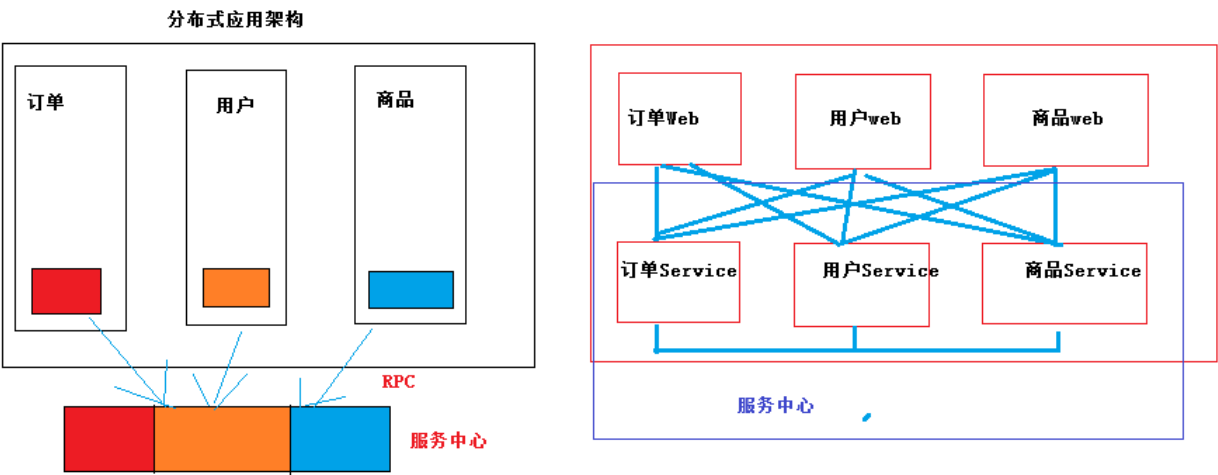 分布式应用架构
订单
用户
商品
RPC
服务中心
订单Web
用户web
商品web
订单Service
用户Service
商品Service
服务中心